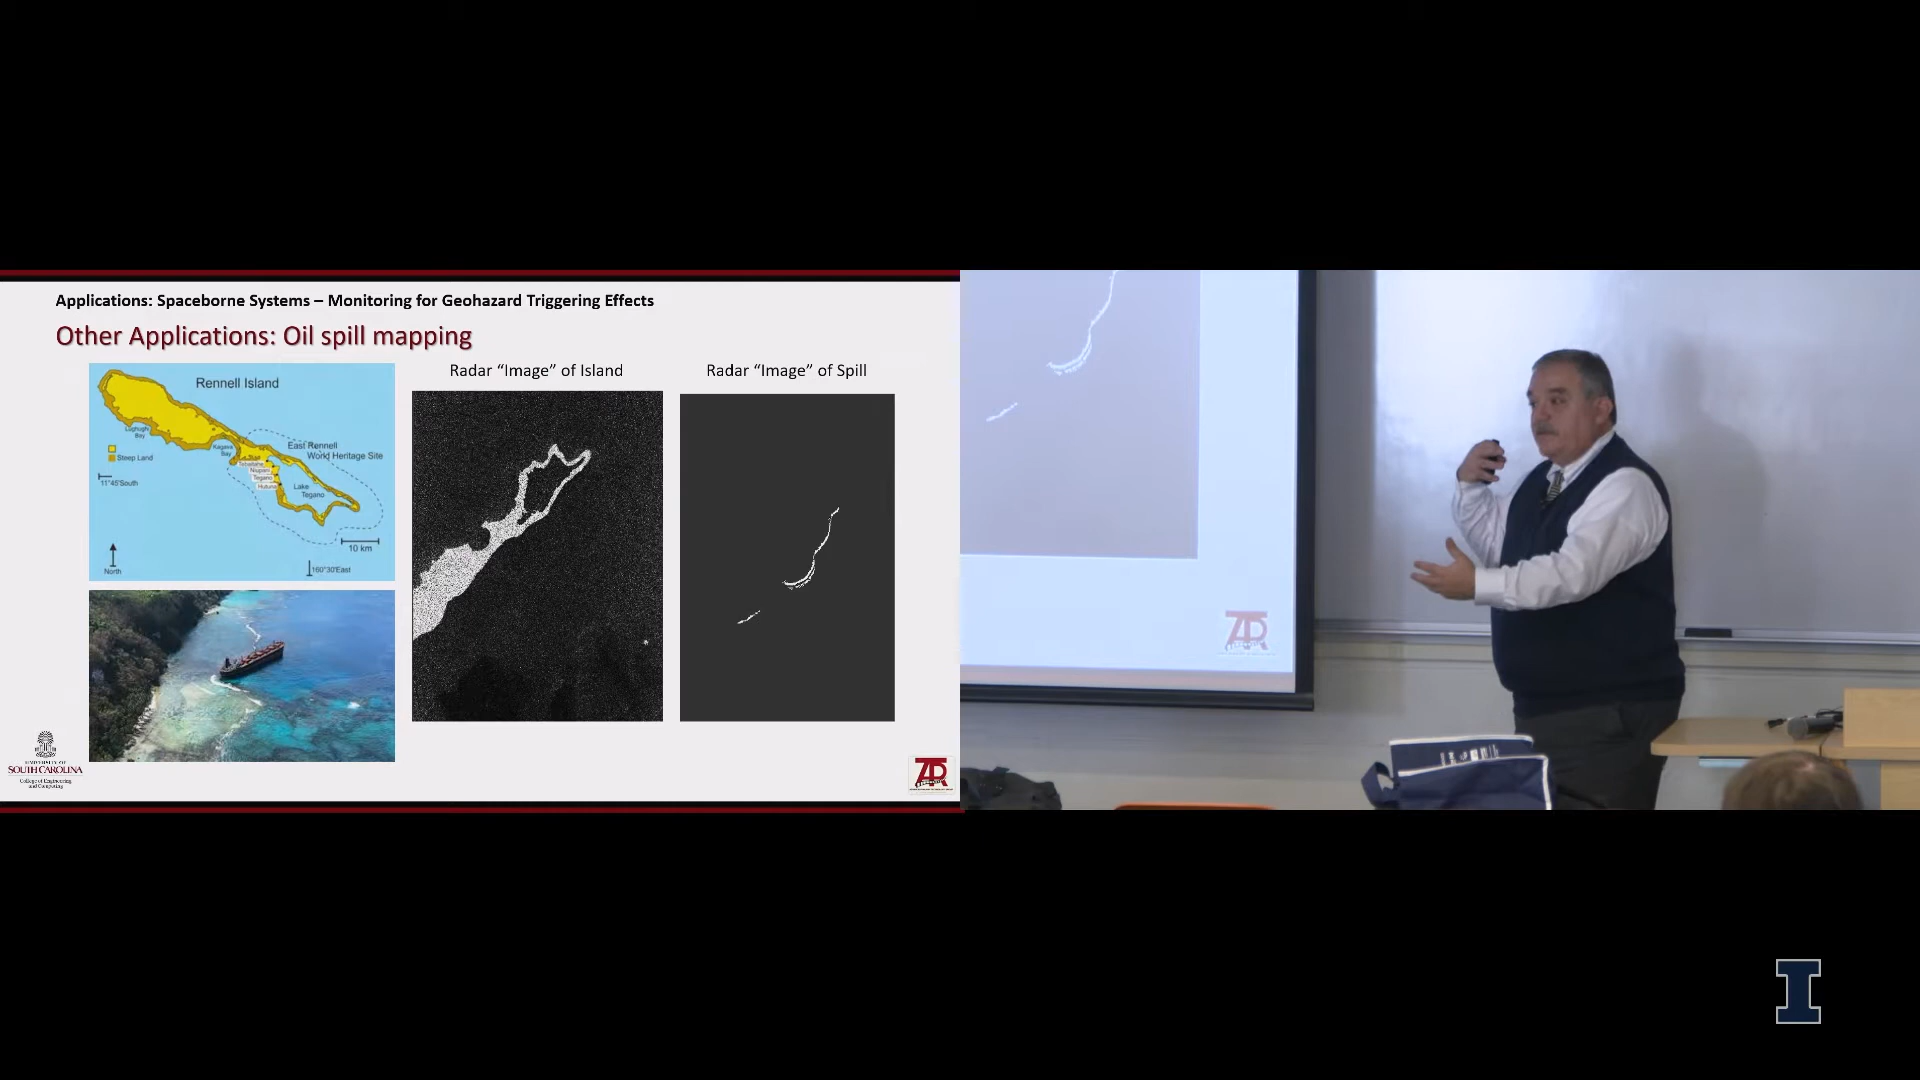 Applications: Spaceborne Systems – Monitoring for Geohazard Triggering Effects
Other Applications: Oil spill mapping
Rennell Island
Lughughi
Bay
Kagava
Bay
East Rennell
World Heritage Site
Steep Land
Tebaitahe
Niupani
Tegano
Hutuna
Lake
Tegano
11°45'South
10 km
North
160°30'East
Radar “Image” of Island
Radar “Image” of Spill
UNIVERSITY OF
SOUTH CAROLINA
College of Engineering
and Computing
I